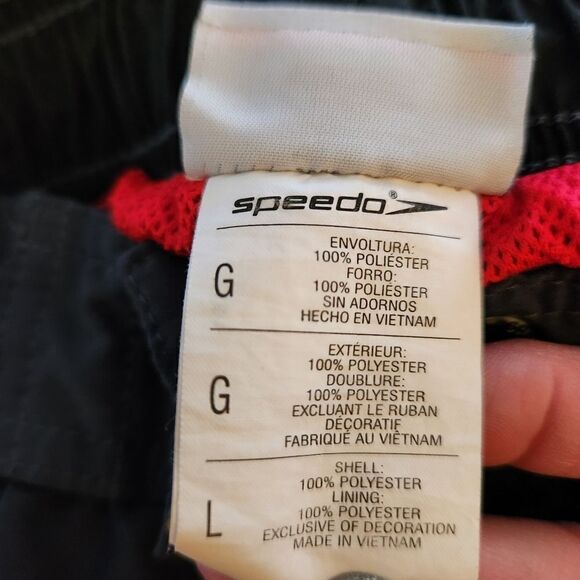 speedo®
G
ENVOLTURA:
100% POLIÉSTER
FORRO:
100% POLIÉSTER
SIN ADORNOS
HECHO EN VIETNAM
G
EXTÉRIEUR:
100% POLYESTER
DOUBLURE:
100% POLYESTER
EXCLUANT LE RUBAN
DÉCORATIF
FABRIQUÉ AU VIÊTNAM
L
SHELL:
100% POLYESTER
LINING:
100% POLYESTER
EXCLUSIVE OF DECORATION
MADE IN VIETNAM